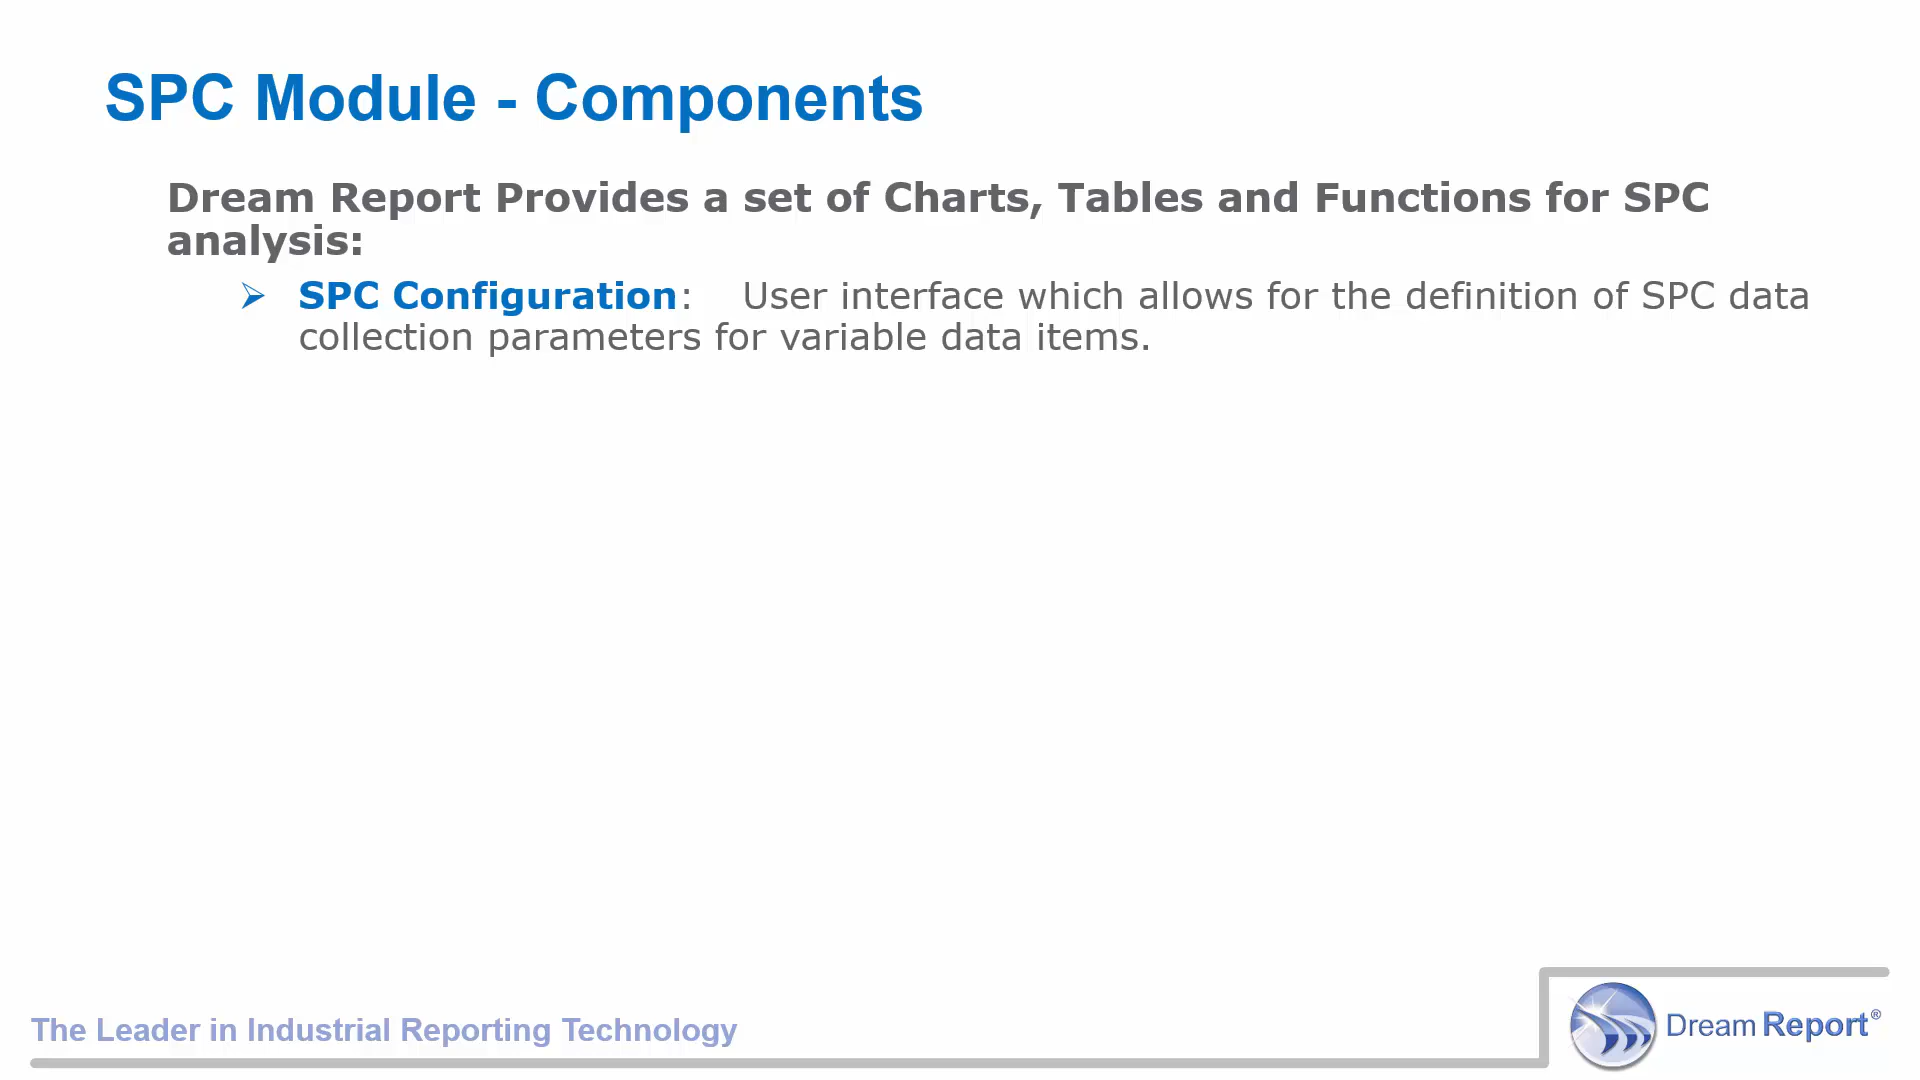 SPC Module - Components
Dream Report Provides a set of Charts, Tables and Functions for SPC
analysis:
➢ SPC Configuration: User interface which allows for the definition of SPC data
collection parameters for variable data items.
The Leader in Industrial Reporting Technology
Dream Report®